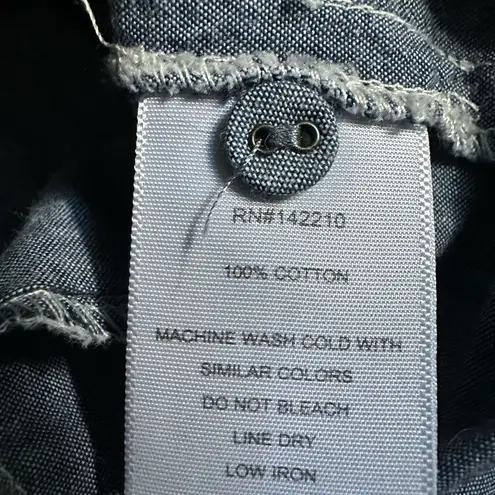 RN#142210
100% COTTON
MACHINE WASH COLD WITH
SIMILAR COLORS
DO NOT BLEACH
LINE DRY
LOW IRON